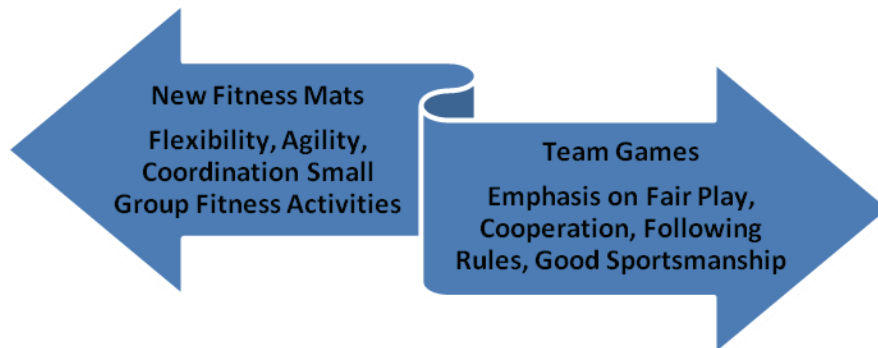 New Fitness Mats
Flexibility, Agility,
Coordination Small
Group Fitness Activities
Team Games
Emphasis on Fair Play,
Cooperation, Following
Rules, Good Sportsmanship